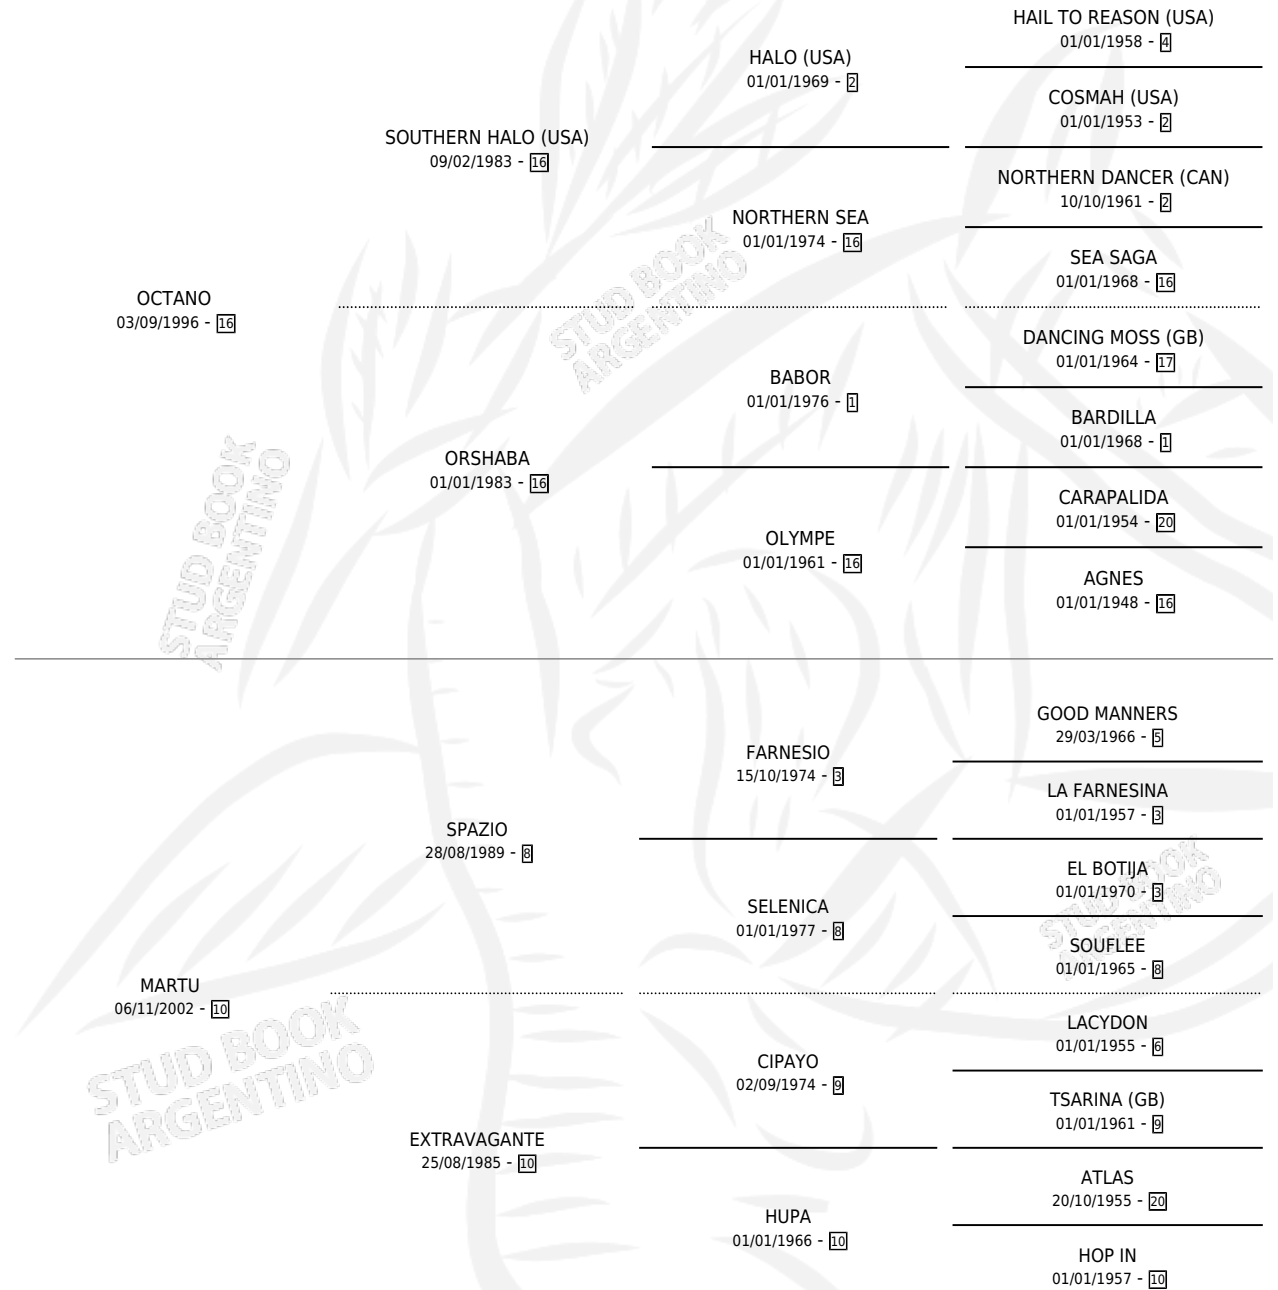 HAIL TO REASON (USA)
01/01/1958 - 4
HALO (USA)
01/01/1969 - 2
COSMAH (USA)
01/01/1953 - 2
SOUTHERN HALO (USA)
09/02/1983 - 16
NORTHERN DANCER (CAN)
10/10/1961 - 2
NORTHERN SEA
01/01/1974 - 16
SEA SAGA
01/01/1968 - 16
OCTANO
03/09/1996 - 16
STUD BOOK
ARGENTINO
DANCING MOSS (GB)
01/01/1964 - 17
BABOR
01/01/1976 - 1
BARDILLA
01/01/1968 - 1
ORSHABA
01/01/1983 - 16
CARAPALIDA
01/01/1954 - 20
OLYMPE
01/01/1961 - 16
AGNES
01/01/1948 - 16
STUD BOOK
ARGENTINO
GOOD MANNERS
29/03/1966 - 5
FARNESIO
15/10/1974 - 3
LA FARNESINA
01/01/1957 - 3
SPAZIO
28/08/1989 - 8
EL BOTIJA
01/01/1970 - 3
SELENICA
01/01/1977 - 8
SOUFLEE
01/01/1965 - 8
STUD BOOK
ARGENTINO
MARTU
06/11/2002 - 10
STUD BOOK
ARGENTINO
LACYDON
01/01/1955 - 6
CIPAYO
02/09/1974 - 9
TSARINA (GB)
01/01/1961 - 9
EXTRAVAGANTE
25/08/1985 - 10
ATLAS
20/10/1955 - 20
HUPA
01/01/1966 - 10
HOP IN
01/01/1957 - 10